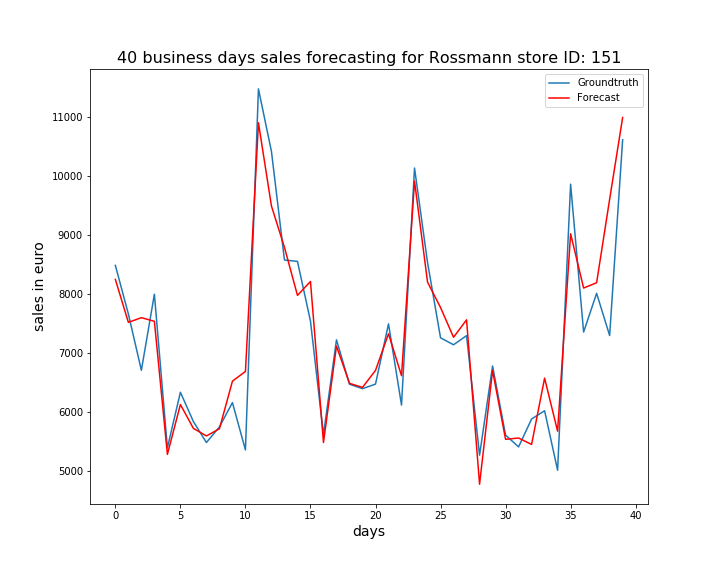 40 business days sales forecasting for Rossmann store ID: 151
Groundtruth
Forecast
sales in euro
11000
10000
9000
8000
7000
6000
5000
0 5 10 15 20 25 30 35 40
days